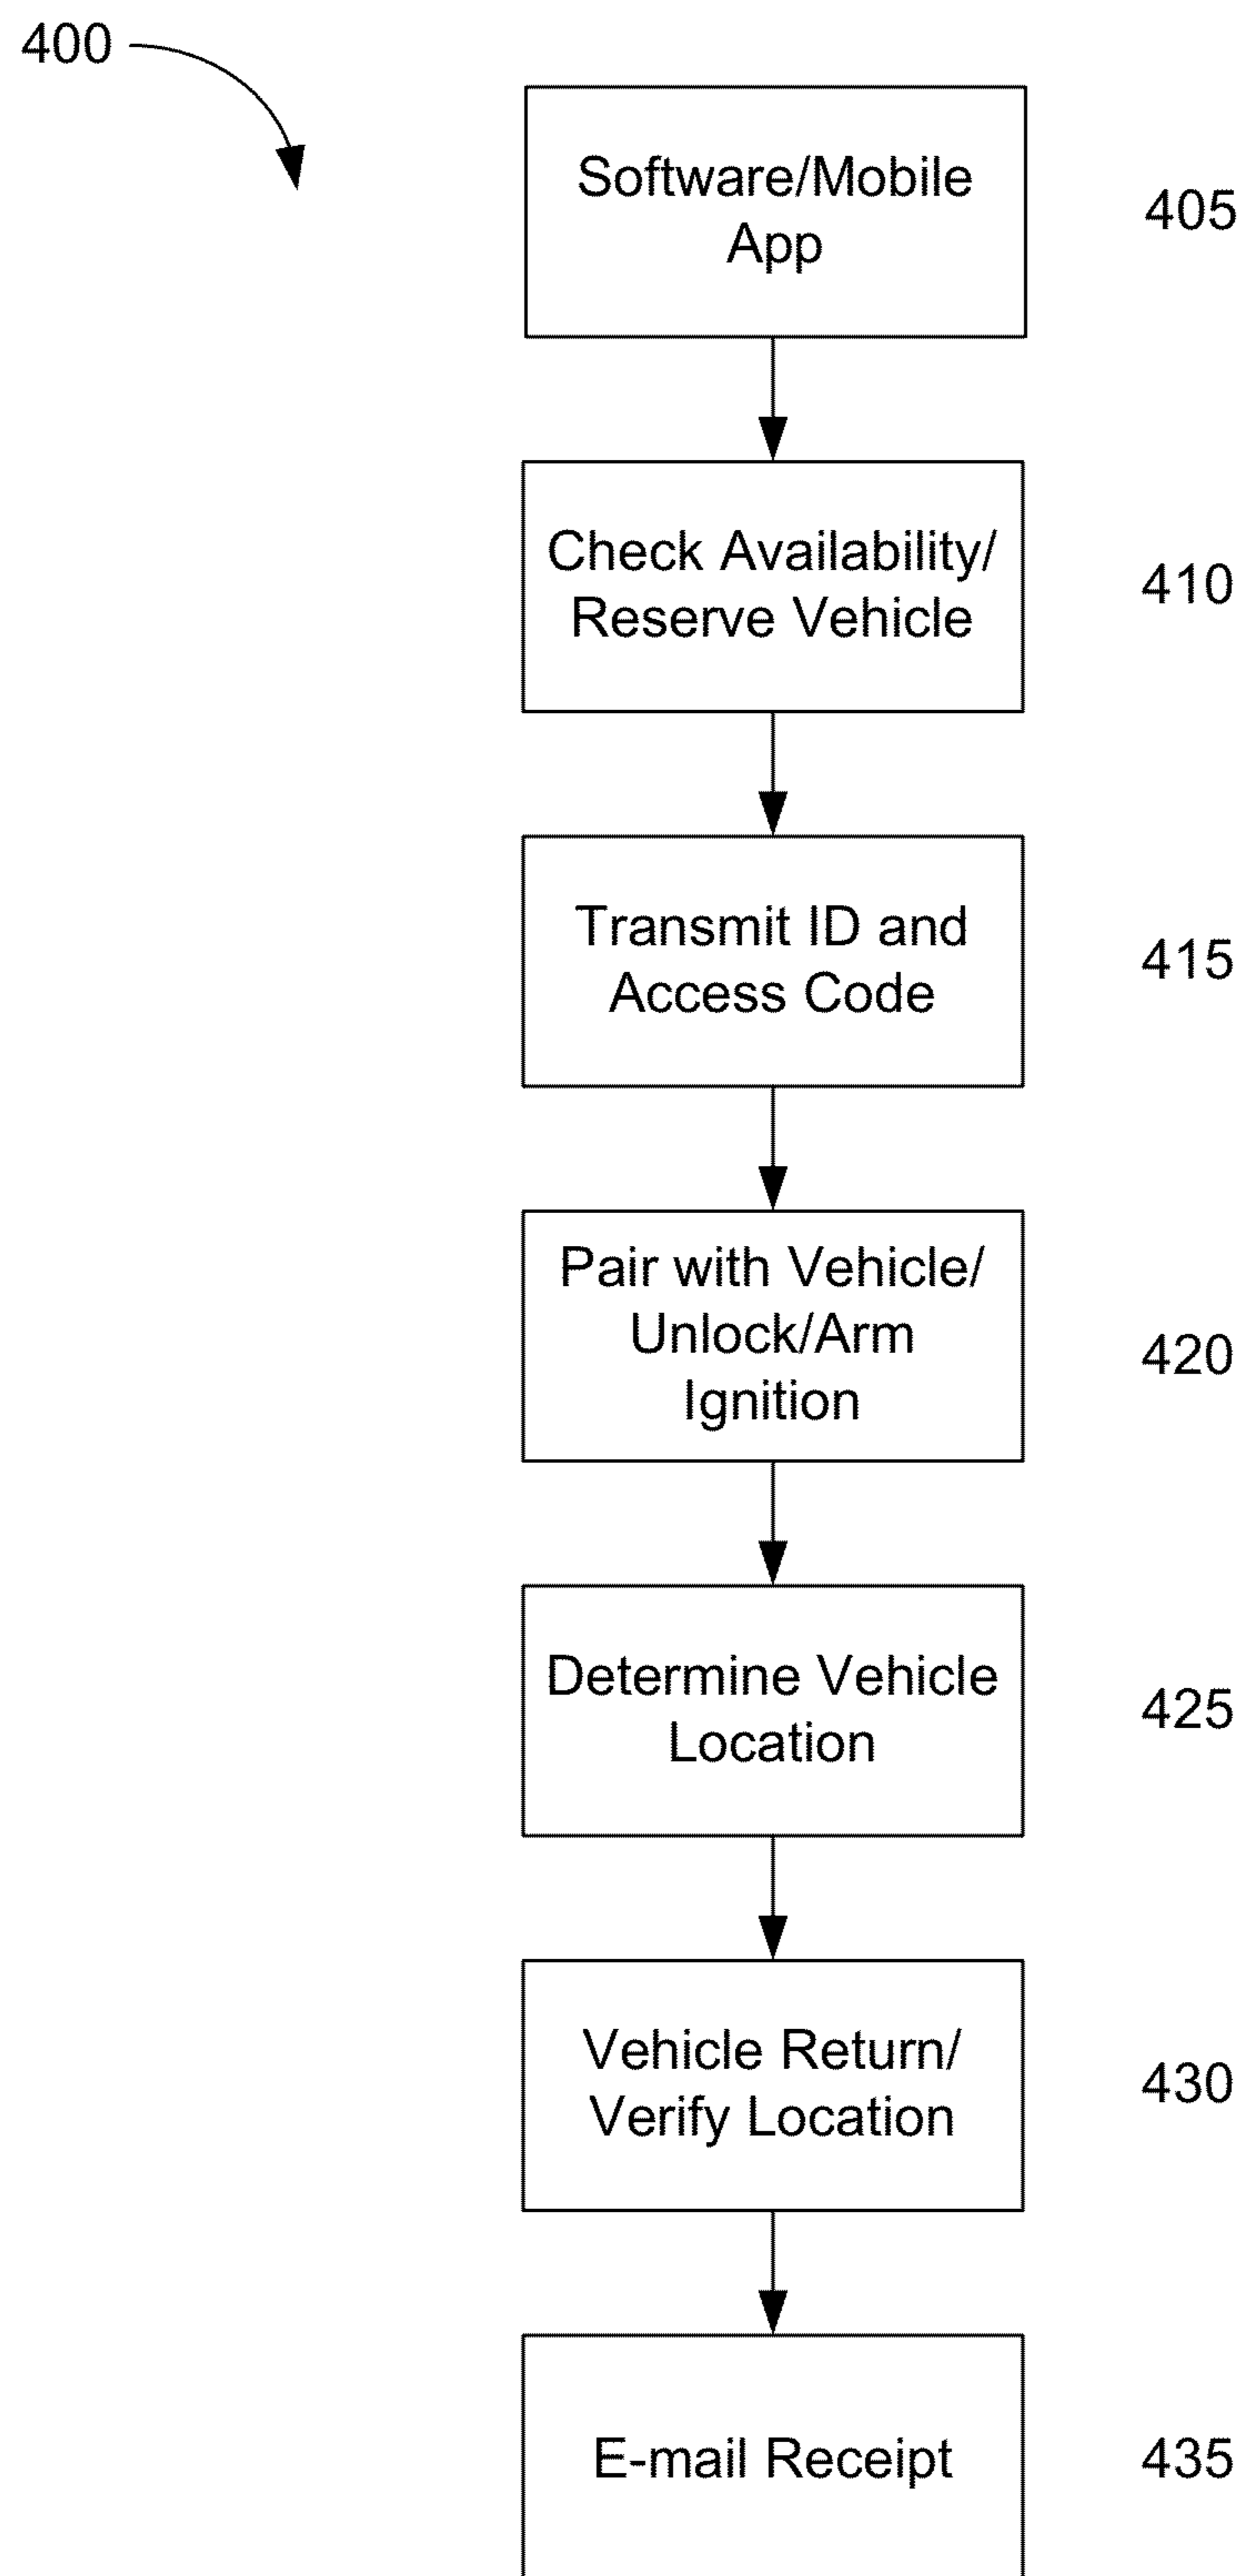 400
Software/Mobile
App
405
Check Availability/
Reserve Vehicle
410
Transmit ID and
Access Code
415
Pair with Vehicle/
Unlock/Arm
Ignition
420
Determine Vehicle
Location
425
Vehicle Return/
Verify Location
430
E-mail Receipt
435